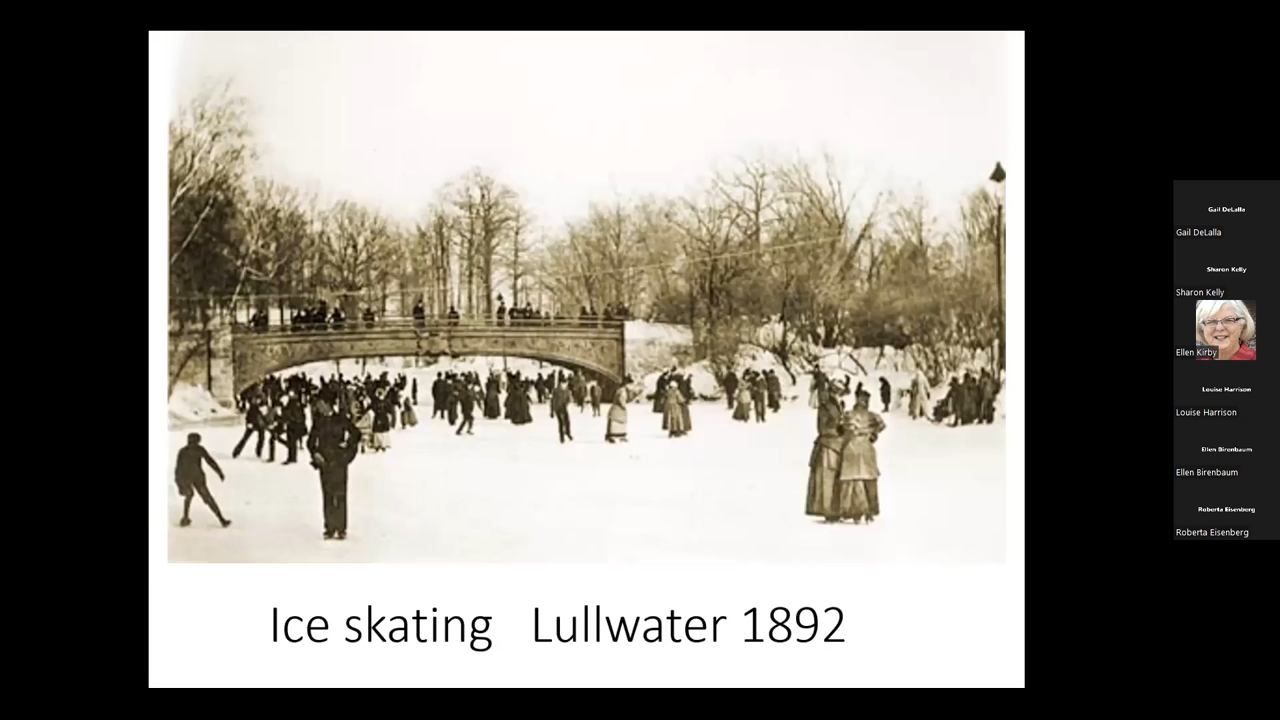 Ice skating Lullwater 1892
Gail DeLalla
Gail DeLalla
Sharon Kelly
Sharon Kelly
Ellen Kirby
Louise Harrison
Louise Harrison
Ellen Birenbaum
Ellen Birenbaum
Roberta Eisenberg
Roberta Eisenberg